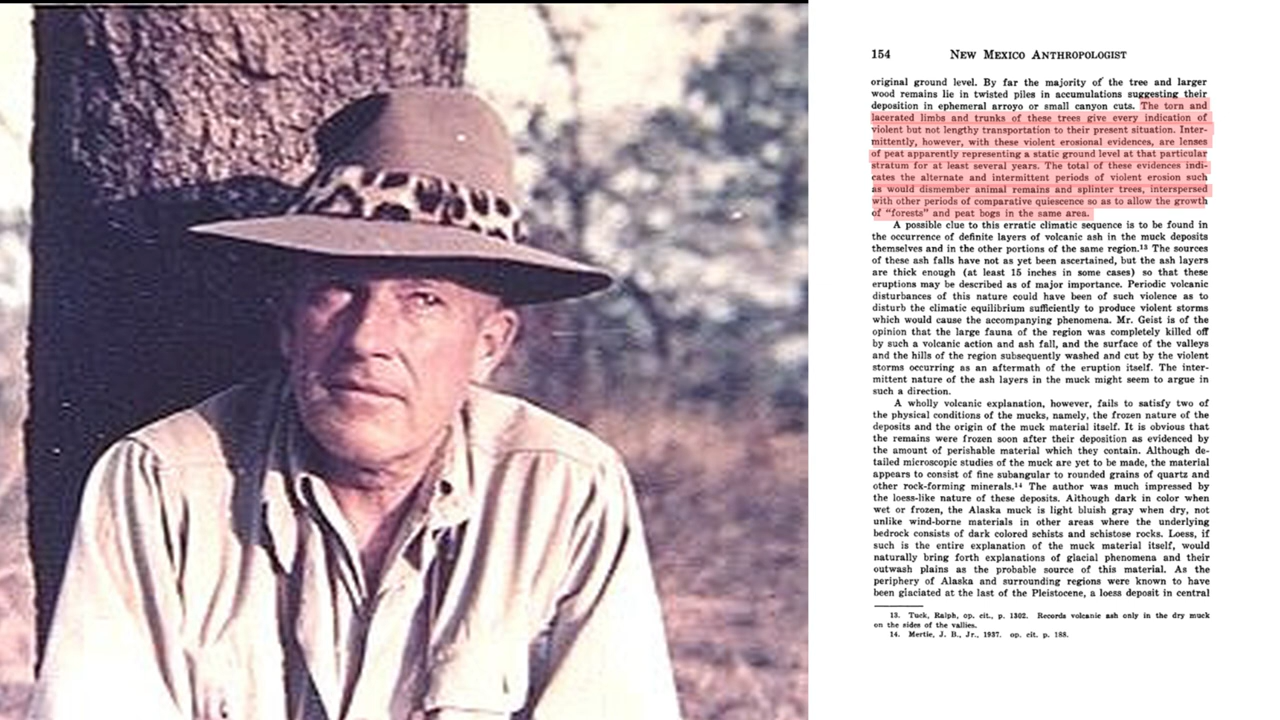 154 NEW MEXICO ANTHROPOLOGIST
original ground level. By far the majority of the tree and larger
wood remains lie in twisted piles in accumulations suggesting their
deposition in ephemeral arroyo or small canyon cuts. The torn and
lacerated limbs and trunks of these trees give every indication of
violent but not lengthy transportation to their present situation. Inter-
mittently, however, with these violent erosional evidences, are lenses
of peat apparently representing a static ground level at that particular
stratum for at least several years. The total of these evidences indi-
cates the alternate and intermittent periods of violent erosion such
as would dismember animal remains and splinter trees, interspersed
with other periods of comparative quiescence so as to allow the growth
of "forests" and peat bogs in the same area.
A possible clue to this erratic climatic sequence is to be found in
the occurrence of definite layers of volcanic ash in the muck deposits
themselves and in the other portions of the same region.13 The sources
of these ash falls have not as yet been ascertained, but the ash layers
are thick enough (at least 15 inches in some cases) so that these
eruptions may be described as of major importance. Periodic volcanic
disturbances of this nature could have been of such violence as to
disturb the climatic equilibrium sufficiently to produce violent storms
which would cause the accompanying phenomena. Mr. Geist is of the
opinion that the large fauna of the region was completely killed off
by such a volcanic action and ash fall, and the surface of the valleys
and the hills of the region subsequently washed and cut by the violent
storms occurring as an aftermath of the eruption itself. The inter-
mittent nature of the ash layers in the muck might seem to argue in
such a direction.
A wholly volcanic explanation, however, fails to satisfy two of
the physical conditions of the mucks, namely, the frozen nature of the
deposits and the origin of the muck material itself. It is obvious that
the remains were frozen soon after their deposition as evidenced by
the amount of perishable material which they contain. Although de-
tailed microscopic studies of the muck are yet to be made, the material
appears to consist of fine subangular to rounded grains of quartz and
other rock-forming minerals.14 The author was much impressed by
the loess-like nature of these deposits. Although dark in color when
wet or frozen, the Alaska muck is light bluish gray when dry, not
unlike wind-borne materials in other areas where the underlying
bedrock consists of dark colored schists and schistose rocks. Loess, if
such is the entire explanation of the muck material itself, would
naturally bring forth explanations of glacial phenomena and their
outwash plains as the probable source of this material. As the
periphery of Alaska and surrounding regions were known to have
been glaciated at the last of the Pleistocene, a loess deposit in central
13. Tuck, Ralph, op. cit., p. 1302. Records volcanic ash only in the dry muck
on the sides of the vallies.
14. Mertie, J. B., Jr., 1937. op. cit. p. 188.